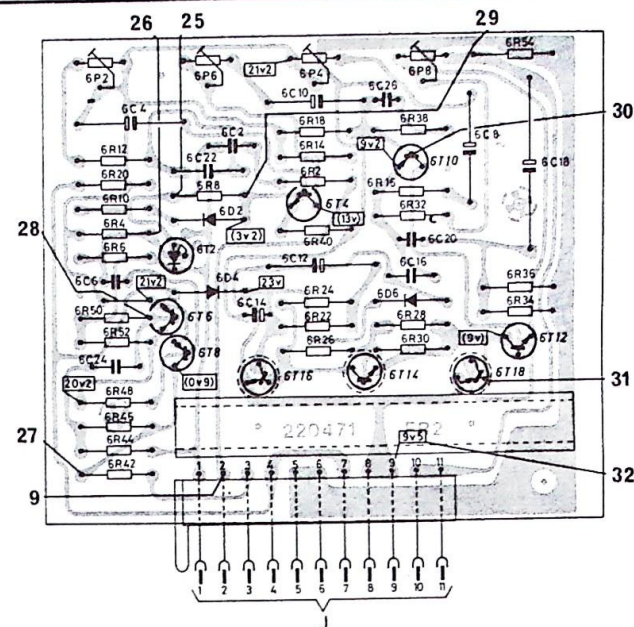 26 25 29
6P2 6P6 21v2 6P4 6P8 6R54
6C4 6C10 6C26
6C2 6R18 6R38 6C8 30
6R12 6C22 6R14 9v2 6C18
6R20 6R8 6R2 6T10
6R10 6D2 6T4 6R16
6R4 (3v2) (13v) 6R32
28 6R6 6T2 6R40 6C20
6C6 21v2 6D4 23v 6C12 6C16 6R36
6R50 6T6 6C14 6R24 6D6 6R34
6R52 6T8 6R22 6R28 (9v) 6T12
6C24 6R26 6R30
20v2 (0v9) 6T16 6T14 6T18 31
6R48
6R45 220471
27 6R44 9v5
6R42 1 2 3 4 5 6 7 8 9 10 11 32
9
1 2 3 4 5 6 7 8 9 10 11
J